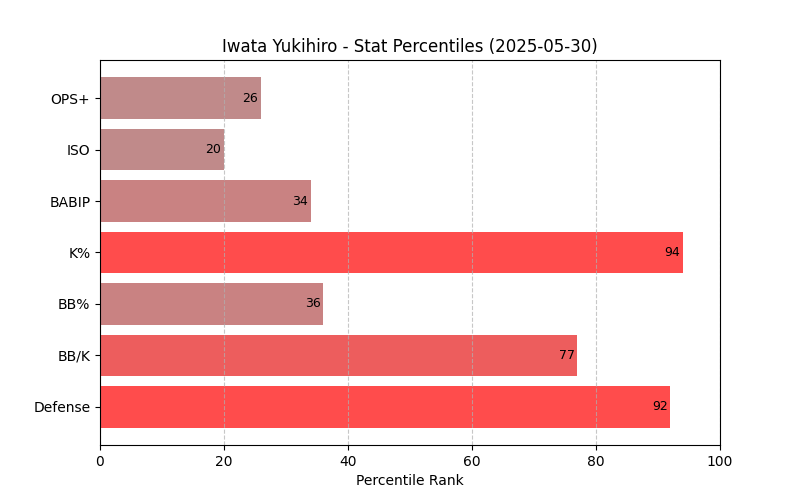 Iwata Yukihiro - Stat Percentiles (2025-05-30)
OPS+ 26
ISO 20
BABIP 34
K% 94
BB% 36
BB/K 77
Defense 92
0 20 40 60 80 100
Percentile Rank